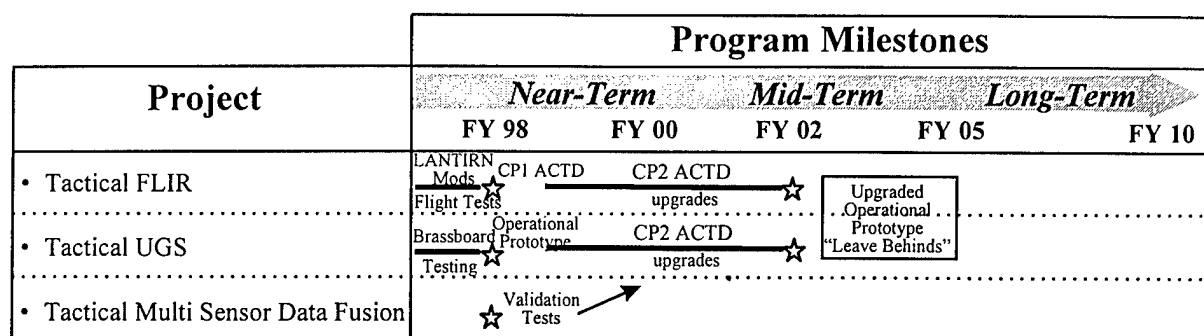 Program Milestones
Project
Near-Term Mid-Term Long-Term
FY 98 FY 00 FY 02 FY 05 FY 10
• Tactical FLIR
LANTIRN
Mods
Flight Tests
CP1 ACTD
CP2 ACTD
upgrades
Upgraded
Operational
Prototype
"Leave Behinds"
• Tactical UGS
Brassboard
Testing
Operational
Prototype
CP2 ACTD
upgrades
• Tactical Multi Sensor Data Fusion
Validation
Tests